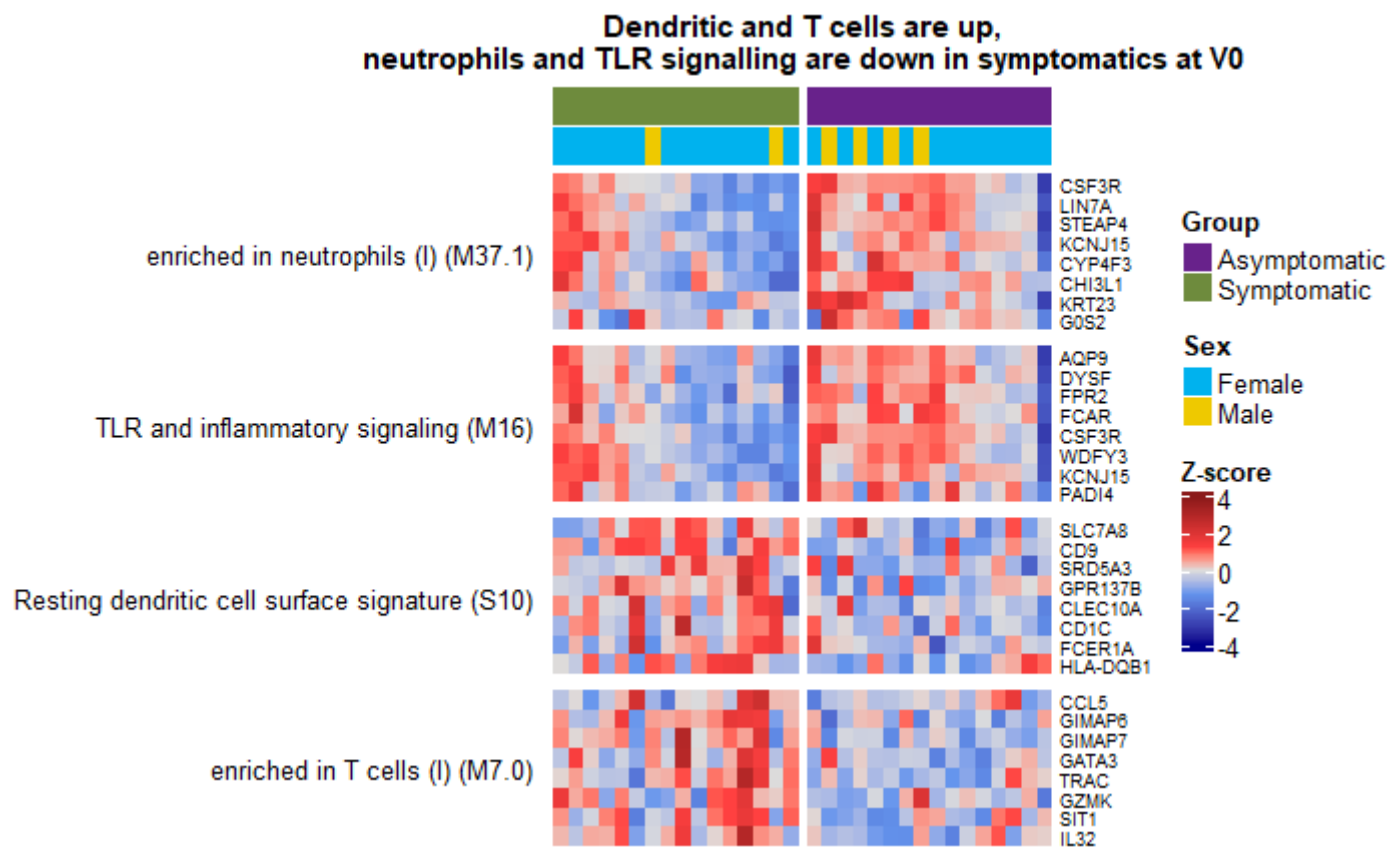 Dendritic and T cells are up,
neutrophils and TLR signalling are down in symptomatics at V0
enriched in neutrophils (I) (M37.1)
CSF3R
LIN7A
STEAP4
KCNJ15
CYP4F3
CHI3L1
KRT23
G0S2
TLR and inflammatory signaling (M16)
AQP9
DYSF
FPR2
FCAR
CSF3R
WDFY3
KCNJ15
PADI4
Resting dendritic cell surface signature (S10)
SLC7A8
CD9
SRD5A3
GPR137B
CLEC10A
CD1C
FCER1A
HLA-DQB1
enriched in T cells (I) (M7.0)
CCL5
GIMAP6
GIMAP7
GATA3
TRAC
GZMK
SIT1
IL32
Group
Asymptomatic
Symptomatic
Sex
Female
Male
Z-score
4
2
0
-2
-4